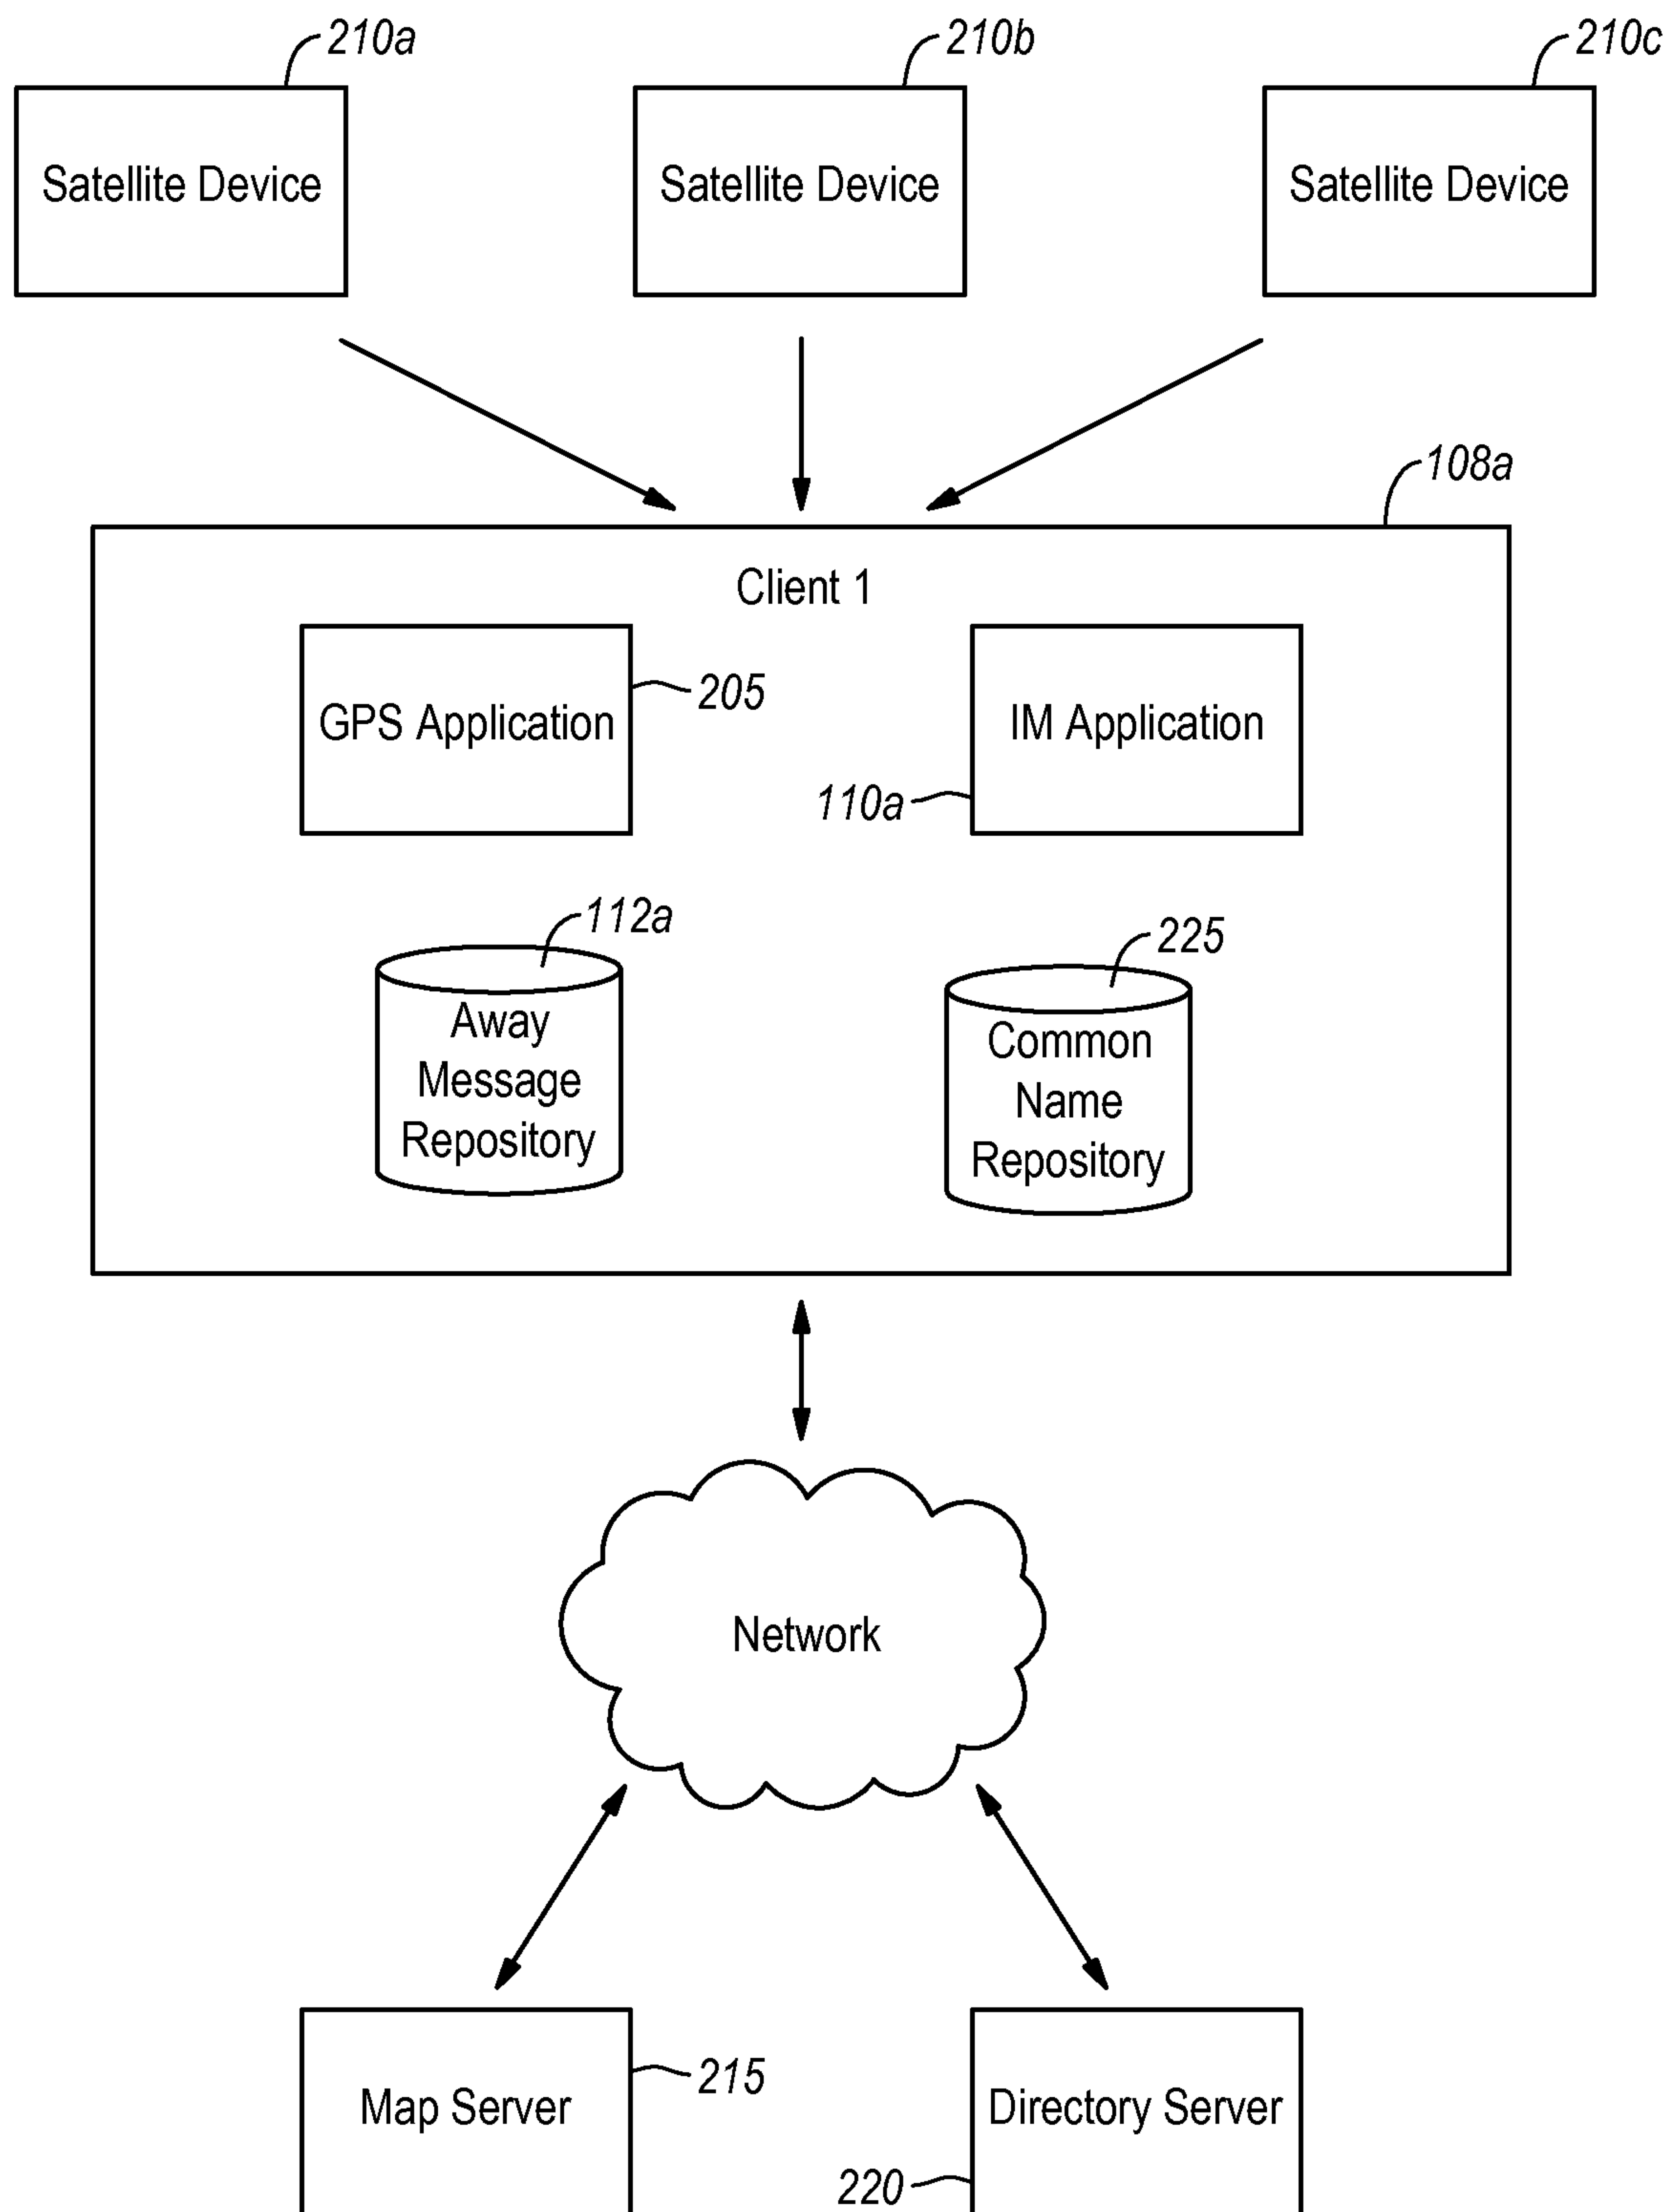 210a
210b
210c
Satellite Device
Satellite Device
Satellite Device
108a
Client 1
GPS Application
205
IM Application
110a
112a
Away
Message
Repository
225
Common
Name
Repository
Network
Map Server
215
Directory Server
220